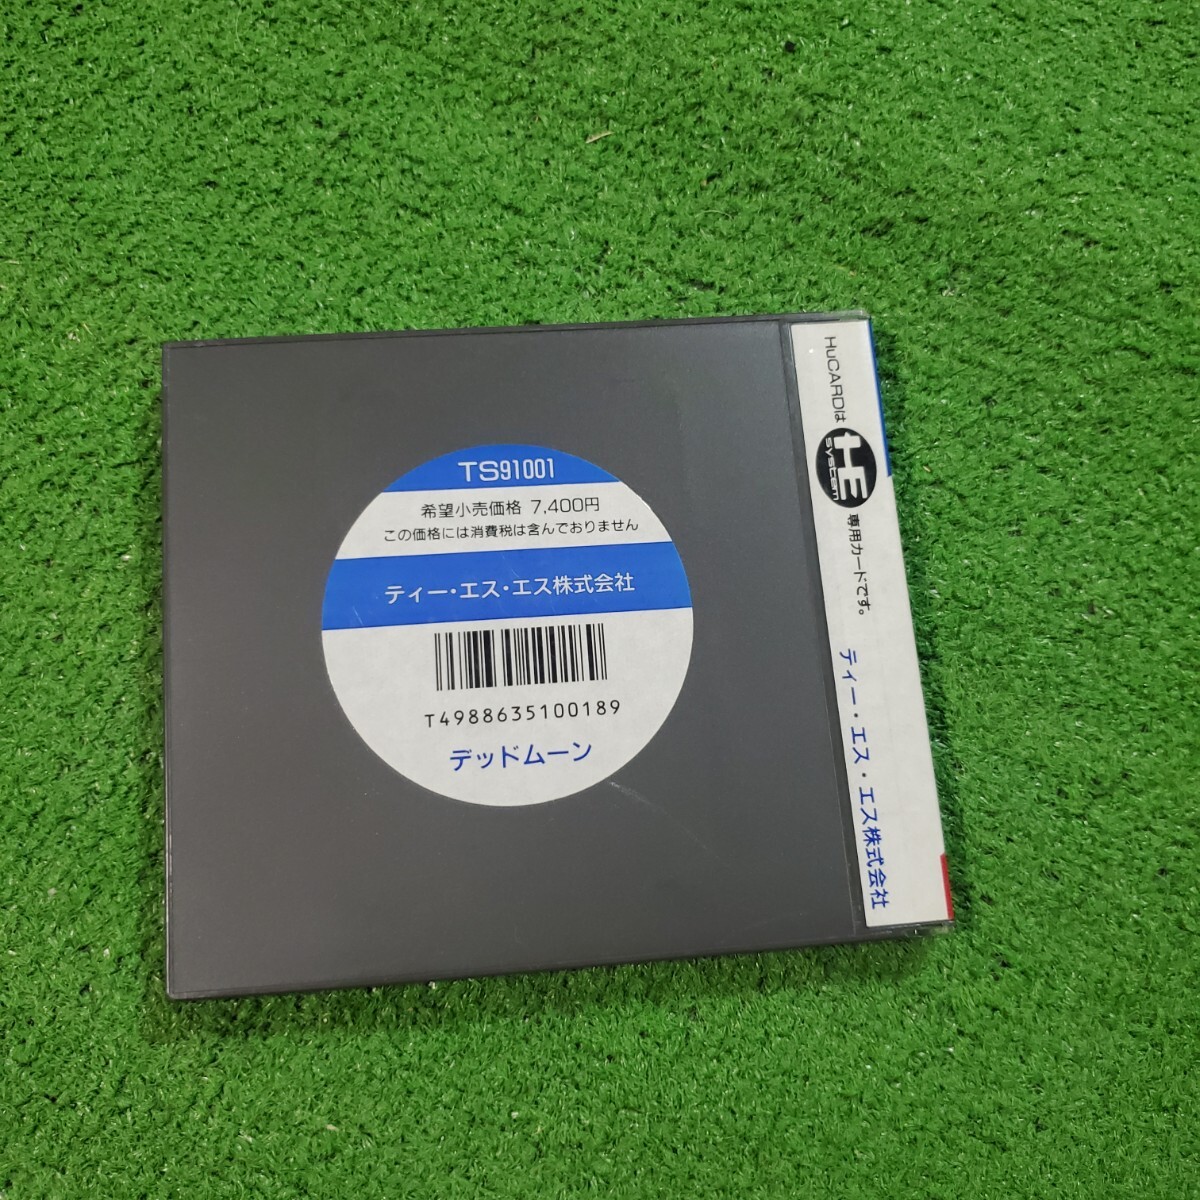 TS91001
希望小売価格 7,400円
この価格には消費税は含んでおりません
ティー・エス・エス株式会社
T4988635100189
デッドムーン
HuCARDは HE system 専用カードです。 ティー・エス・エス株式会社